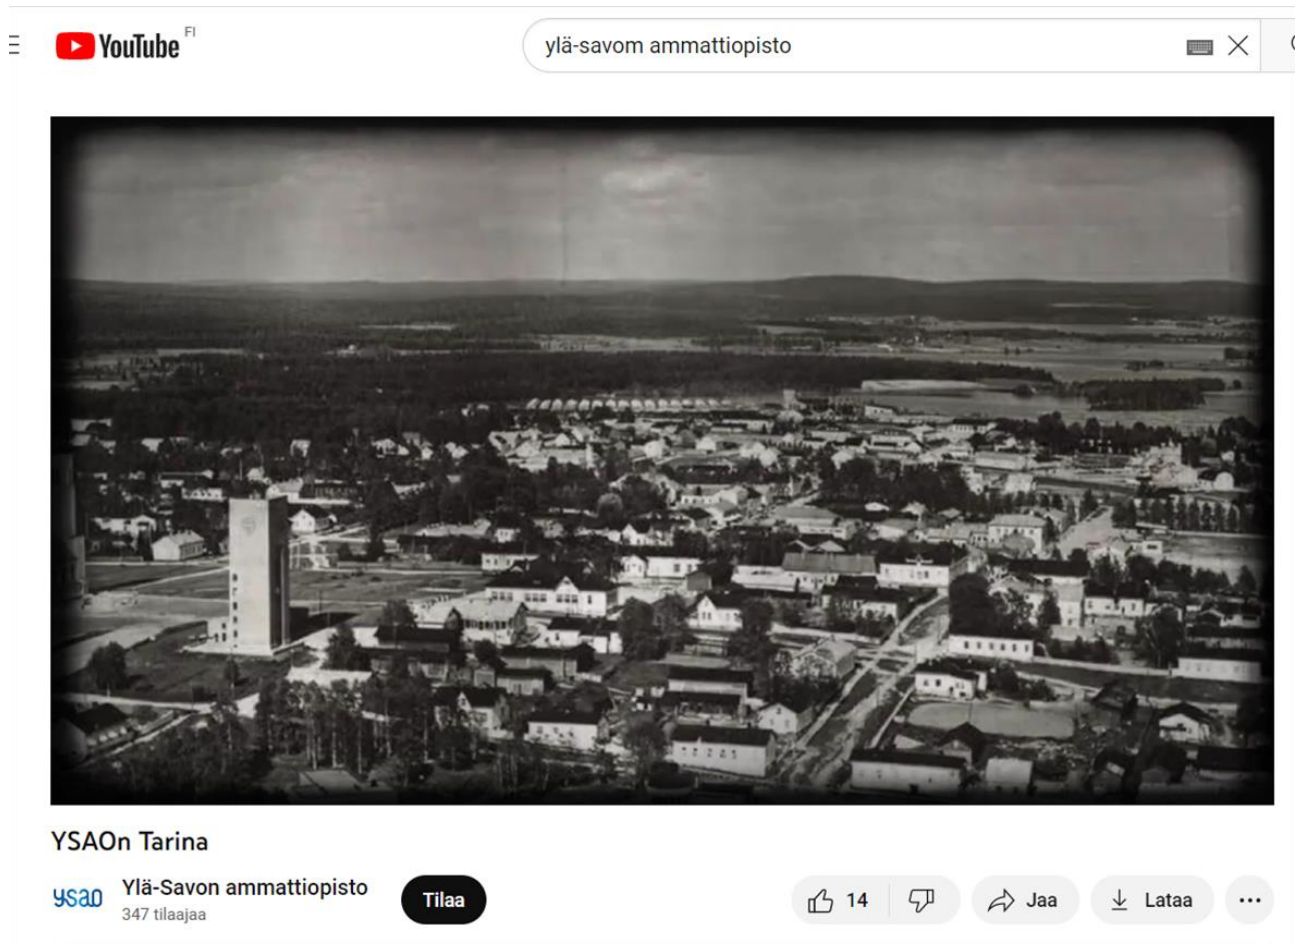 YouTube FI
ylä-savom ammattiopisto
YSAOn Tarina
ysao
Ylä-Savon ammattiopisto
347 tilaajaa
Tilaa
14
Jaa
Lataa